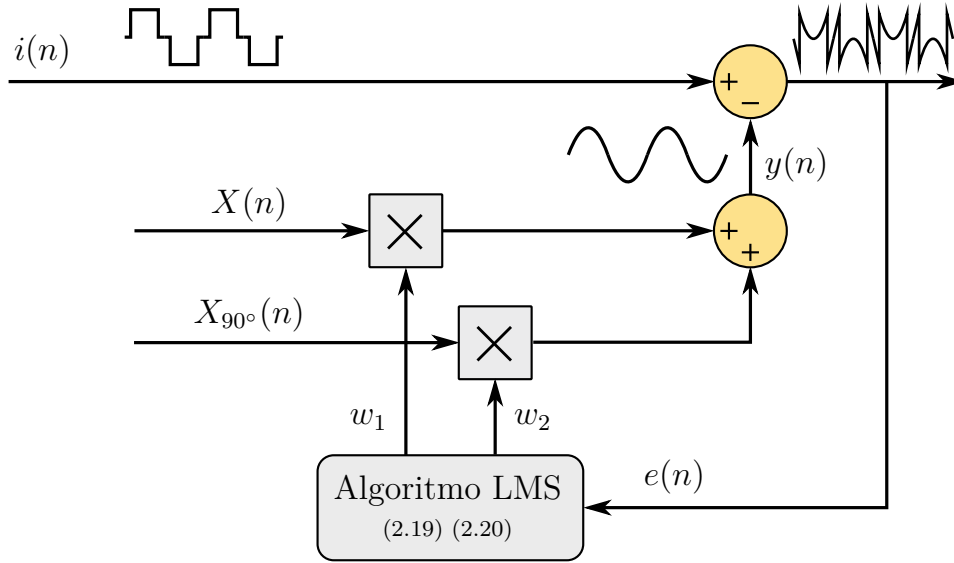 i(n)
+
−
y(n)
X(n)
×
+
+
X₉₀°(n)
×
w₁
w₂
Algoritmo LMS
(2.19) (2.20)
e(n)